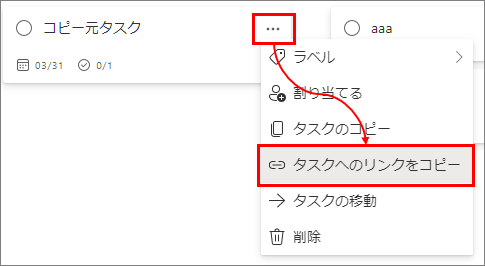 コピー元タスク
03/31
0/1
aaa
ラベル
割り当てる
タスクのコピー
タスクへのリンクをコピー
タスクの移動
削除